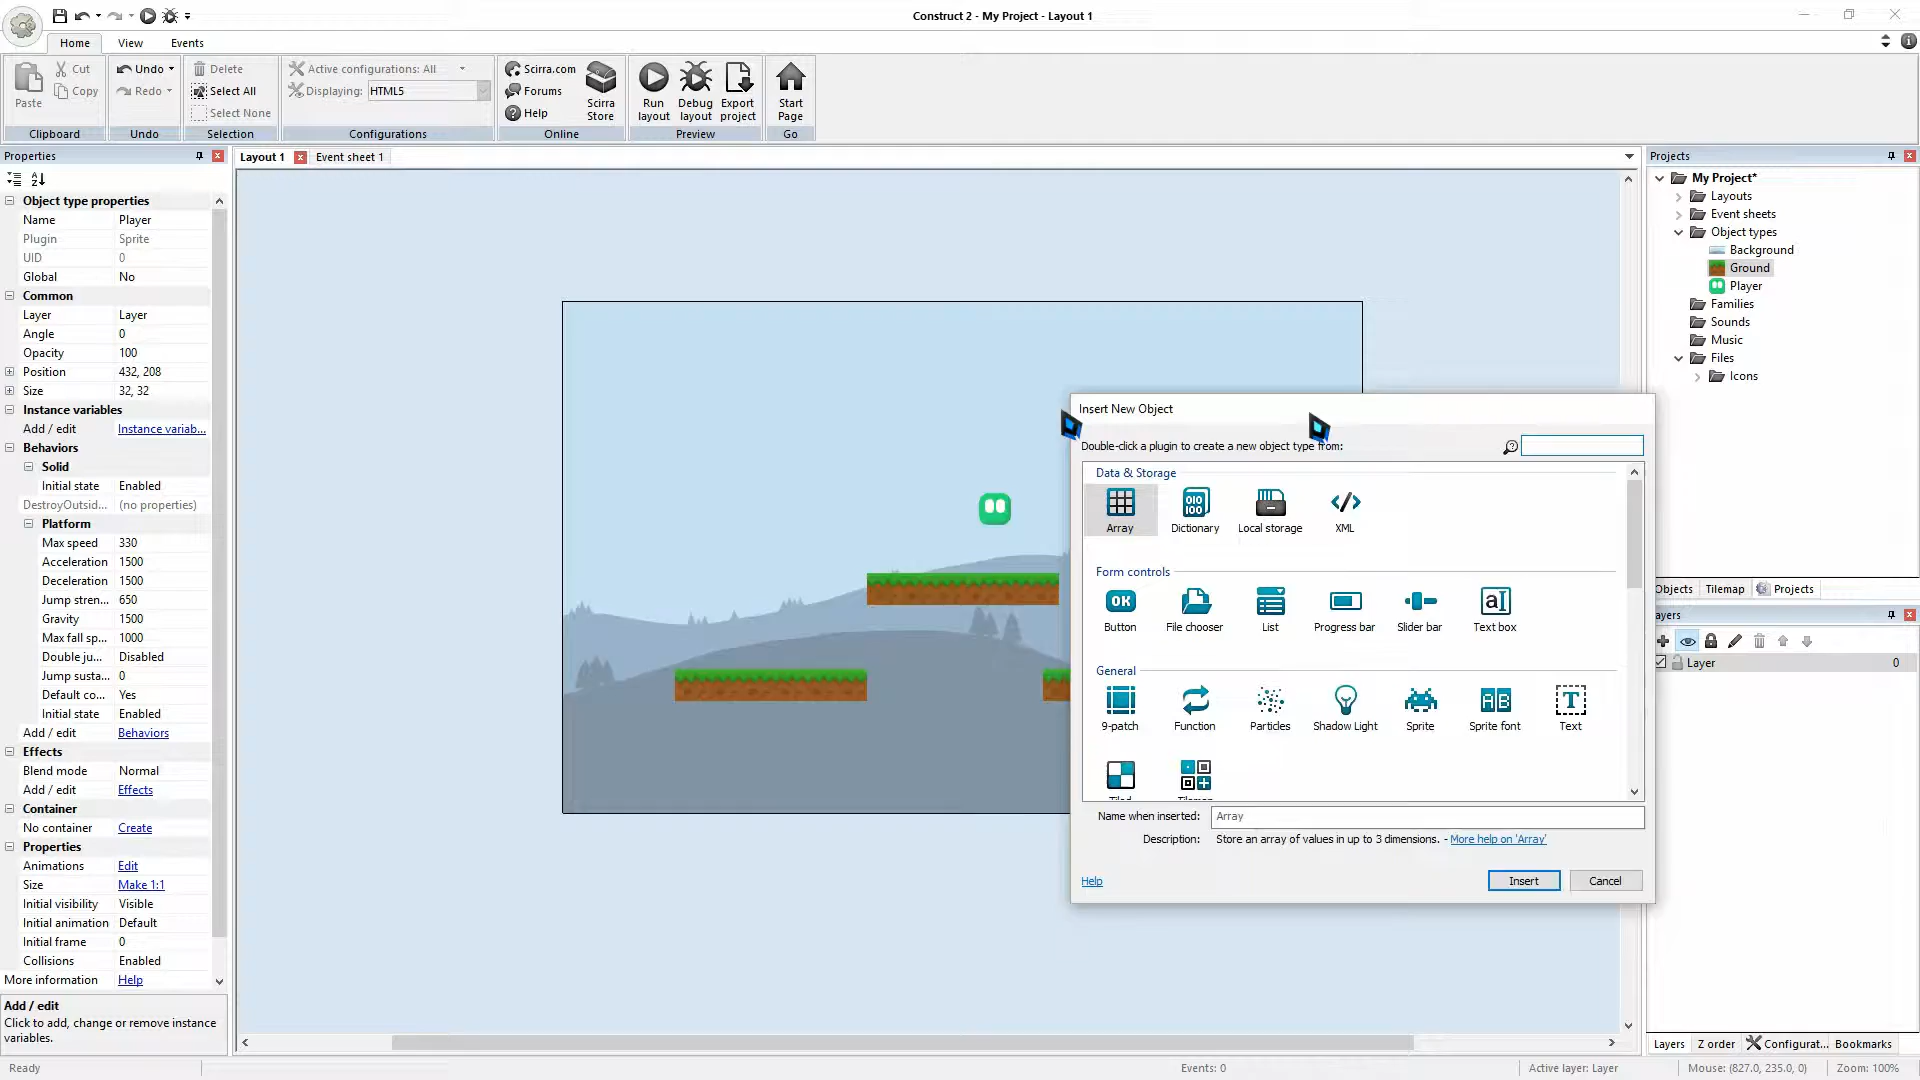 Construct 2 - My Project - Layout 1
Home
View
Events
Paste
Cut
Copy
Clipboard
Undo
Redo
Undo
Delete
Select All
Select None
Selection
Active configurations: All
Displaying: HTML5
Configurations
Scirra.com
Forums
Help
Scirra Store
Online
Run layout
Debug layout
Export project
Preview
Start Page
Go
Properties
Layout 1
Event sheet 1
Object type properties
Name Player
Plugin Sprite
UID 0
Global No
Common
Layer Layer
Angle 0
Opacity 100
Position 432, 208
Size 32, 32
Instance variables
Add / edit Instance variab...
Behaviors
Solid
Initial state Enabled
DestroyOutsid... (no properties)
Platform
Max speed 330
Acceleration 1500
Deceleration 1500
Jump stren... 650
Gravity 1500
Max fall sp... 1000
Double ju... Disabled
Jump susta... 0
Default co... Yes
Initial state Enabled
Add / edit Behaviors
Effects
Blend mode Normal
Add / edit Effects
Container
No container Create
Properties
Animations Edit
Size Make 1:1
Initial visibility Visible
Initial animation Default
Initial frame 0
Collisions Enabled
More information Help
Add / edit
Click to add, change or remove instance
variables.
Insert New Object
Double-click a plugin to create a new object type from:
Data & Storage
Array Dictionary Local storage XML
Form controls
Button File chooser List Progress bar Slider bar Text box
General
9-patch Function Particles Shadow Light Sprite Sprite font Text
Name when inserted: Array
Description: Store an array of values in up to 3 dimensions. - More help on 'Array'
Help
Insert
Cancel
Projects
My Project*
Layouts
Event sheets
Object types
Background
Ground
Player
Families
Sounds
Music
Files
Icons
Objects Tilemap Projects
ayers
Layer 0
Layers Z order Configurat... Bookmarks
Ready
Events: 0
Active layer: Layer
Mouse: (827.0, 235.0, 0)
Zoom: 100%